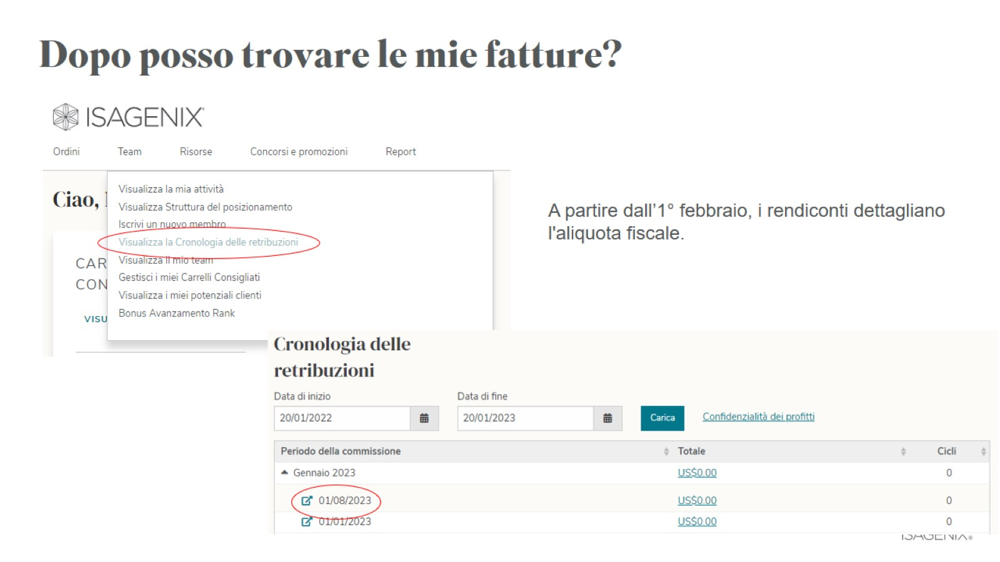 Dopo posso trovare le mie fatture?
ISAGENIX
Ordini Team Risorse Concorsi e promozioni Report
Ciao,
Visualizza la mia attività
Visualizza Struttura del posizionamento
Iscrivi un nuovo membro
Visualizza la Cronologia delle retribuzioni
Visualizza Il mio team
Gestisci i miei Carrelli Consigliati
Visualizza i miei potenziali clienti
Bonus Avanzamento Rank
CAR
CON
VISU
A partire dall’1° febbraio, i rendiconti dettagliano
l'aliquota fiscale.
Cronologia delle
retribuzioni
Data di inizio Data di fine
20/01/2022 20/01/2023 Carica Confidenzialità dei profitti
Periodo della commissione Totale Cicli
Gennaio 2023 US$0.00 0
01/08/2023 US$0.00 0
01/01/2023 US$0.00 0
ISAGENIX®